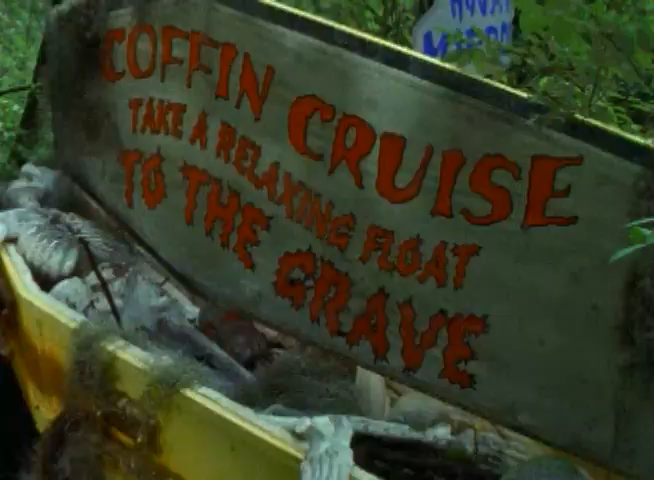 COFFIN CRUISE
TAKE A RELAXING FLOAT
TO THE GRAVE